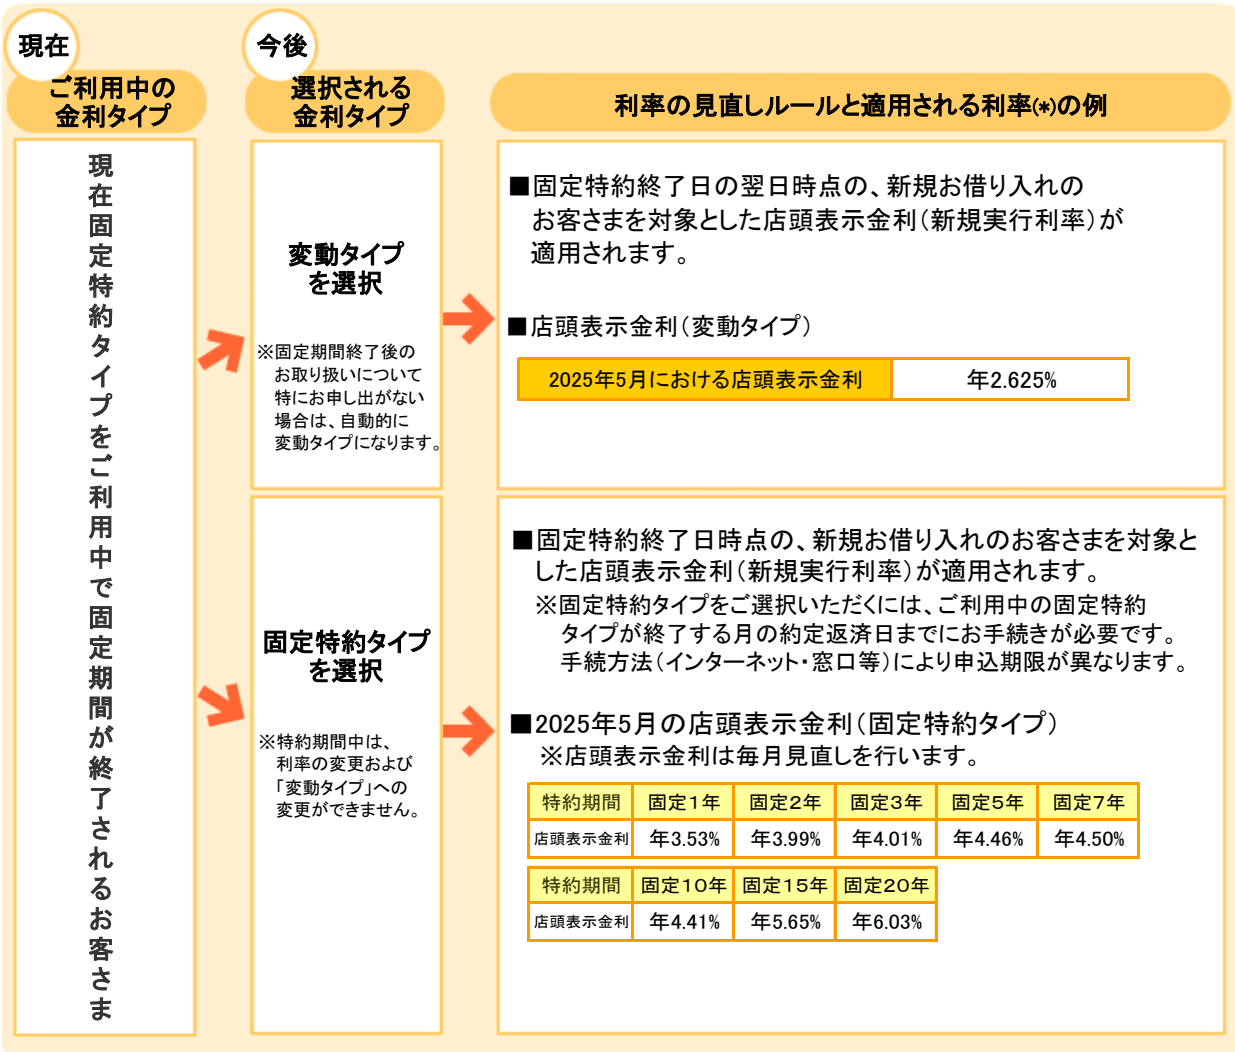 現在
ご利用中の
金利タイプ
今後
選択される
金利タイプ
利率の見直しルールと適用される利率(*)の例
現在固定特約タイプをご利用中で固定期間が終了されるお客さま
変動タイプ
を選択
※固定期間終了後の
お取り扱いについて
特にお申し出がない
場合は、自動的に
変動タイプになります。
■固定特約終了日の翌日時点の、新規お借り入れの
お客さまを対象とした店頭表示金利(新規実行利率)が
適用されます。
■店頭表示金利(変動タイプ)
2025年5月における店頭表示金利 年2.625%
固定特約タイプ
を選択
※特約期間中は、
利率の変更および
「変動タイプ」への
変更ができません。
■固定特約終了日時点の、新規お借り入れのお客さまを対象と
した店頭表示金利(新規実行利率)が適用されます。
※固定特約タイプをご選択いただくには、ご利用中の固定特約
タイプが終了する月の約定返済日までにお手続きが必要です。
手続方法(インターネット・窓口等)により申込期限が異なります。
■2025年5月の店頭表示金利(固定特約タイプ)
※店頭表示金利は毎月見直しを行います。
特約期間 固定1年 固定2年 固定3年 固定5年 固定7年
店頭表示金利 年3.53% 年3.99% 年4.01% 年4.46% 年4.50%
特約期間 固定10年 固定15年 固定20年
店頭表示金利 年4.41% 年5.65% 年6.03%